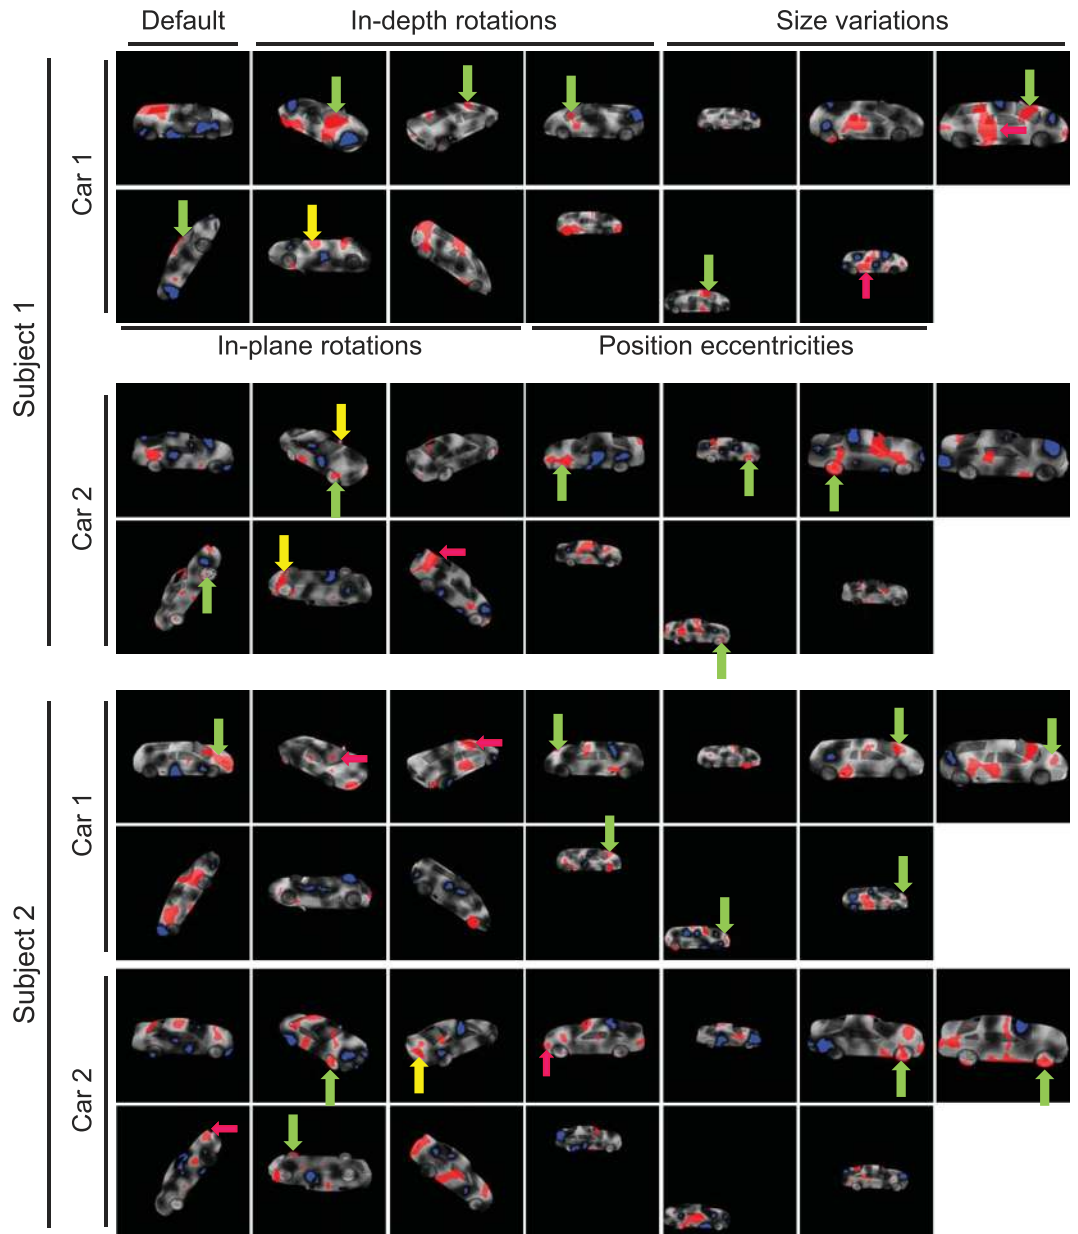 Default
In-depth rotations
Size variations
Subject 1
Car 1
In-plane rotations
Position eccentricities
Car 2
Subject 2
Car 1
Car 2